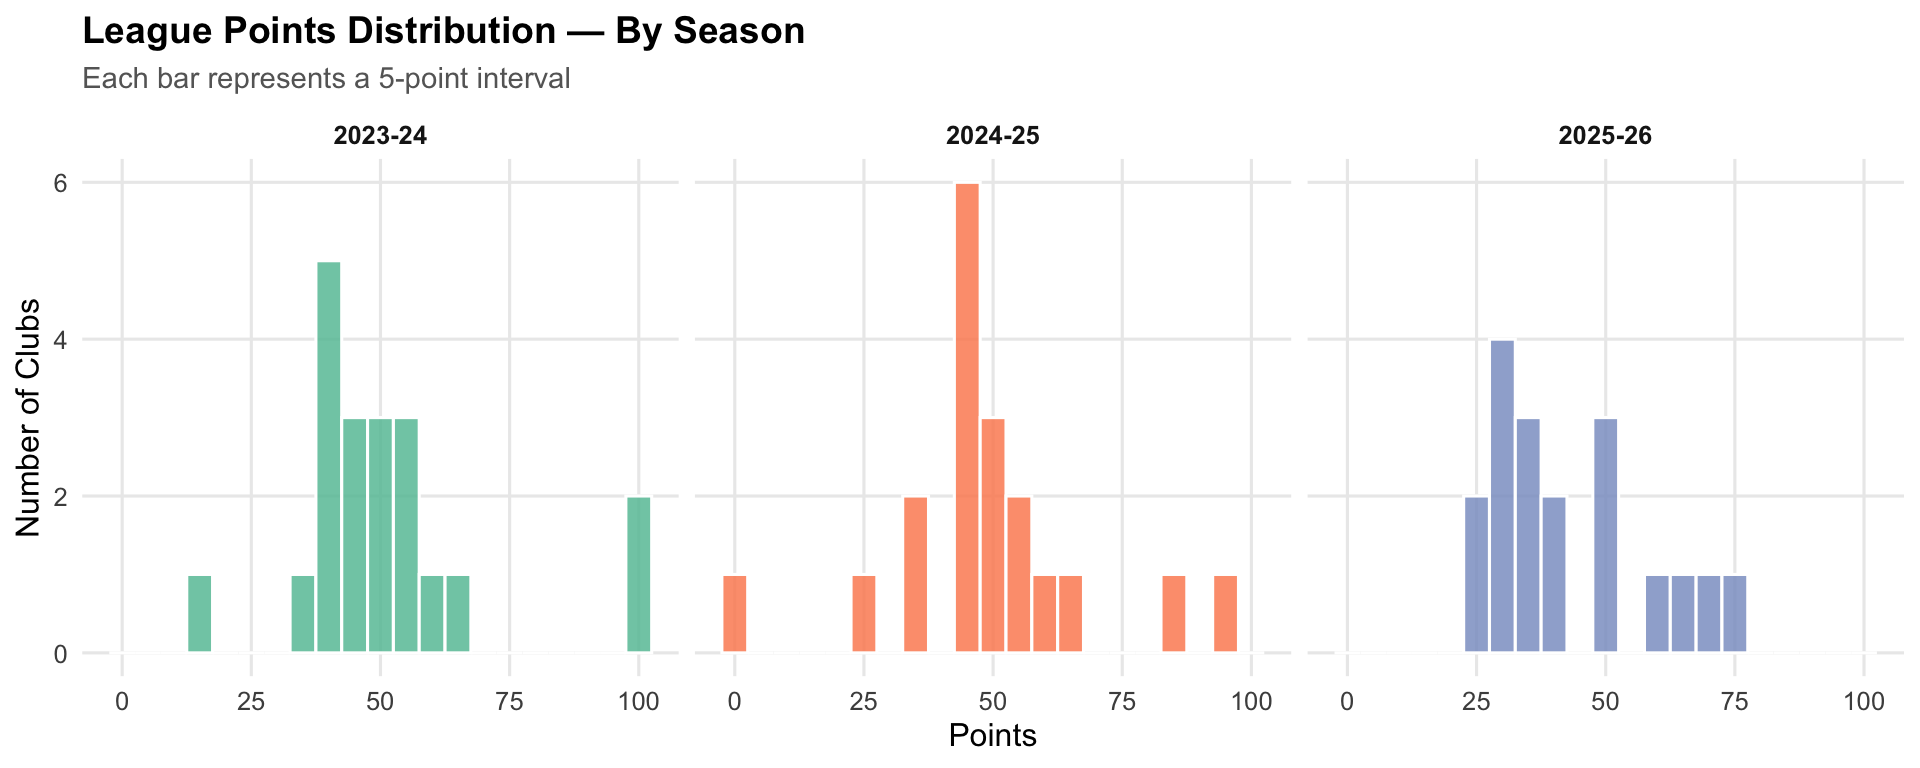 League Points Distribution — By Season
Each bar represents a 5-point interval
2023-24 2024-25 2025-26
6
4
2
0
Number of Clubs
0 25 50 75 100 0 25 50 75 100 0 25 50 75 100
Points